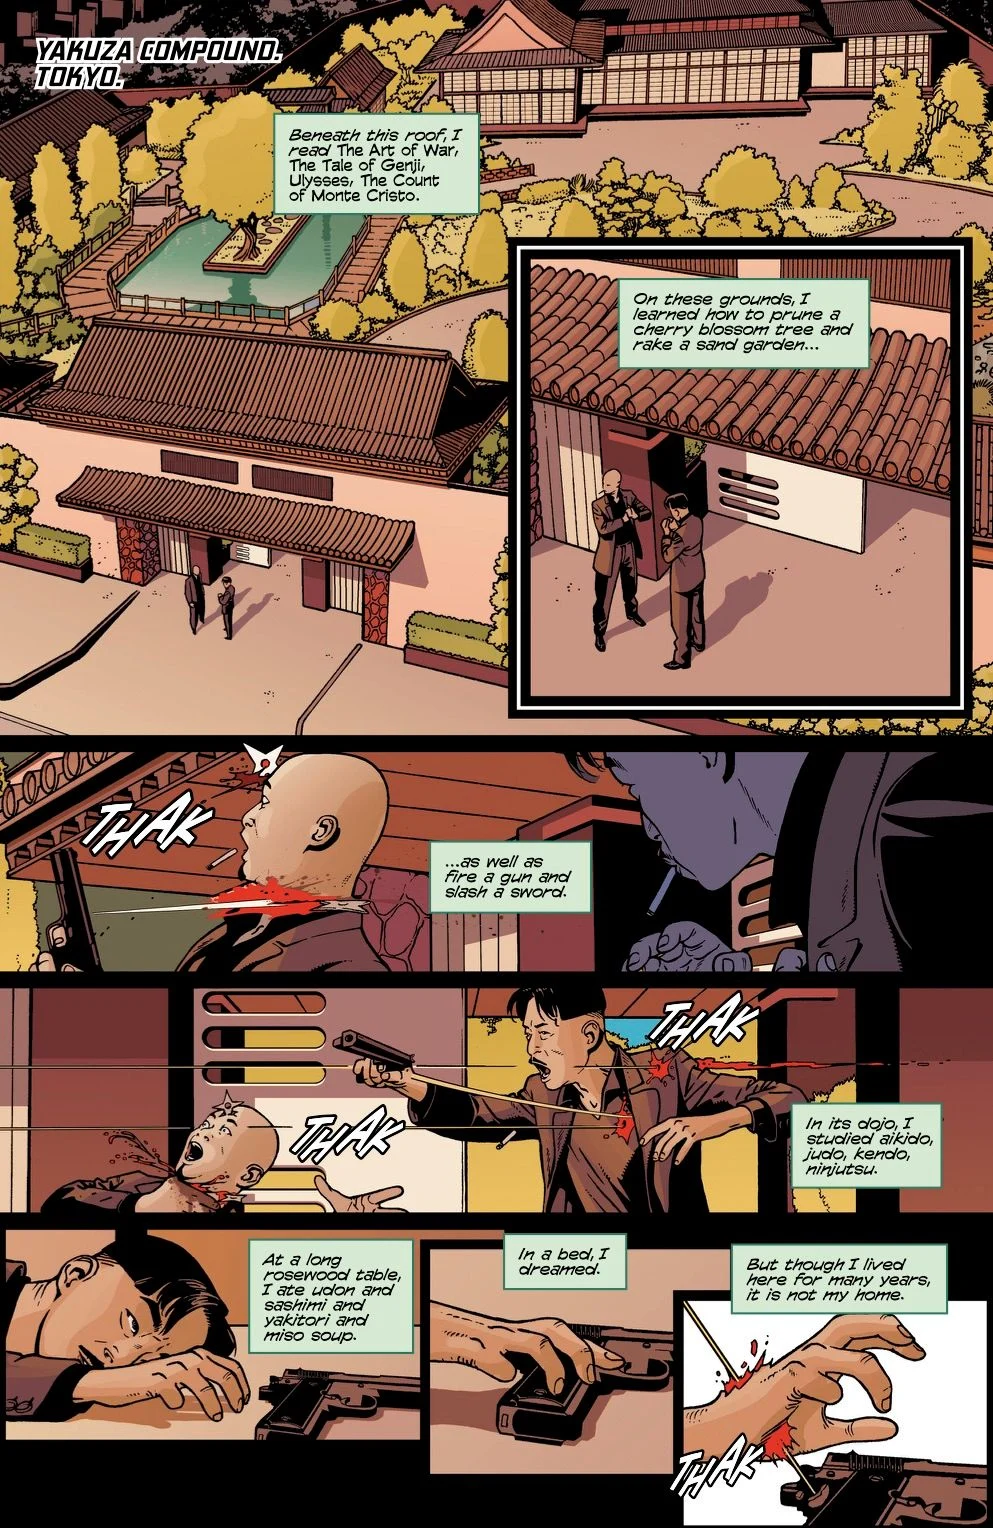 YAKUZA COMPOUND.
TOKYO.
Beneath this roof, I
read The Art of War,
The Tale of Genji,
Ulysses, The Count
of Monte Cristo.
On these grounds, I
learned how to prune a
cherry blossom tree and
rake a sand garden...
THAK
...as well as
fire a gun and
slash a sword.
THAK
THAK
In its dojo, I
studied aikido,
judo, kendo,
ninjutsu.
At a long
rosewood table,
I ate udon and
sashimi and
yakitori and
miso soup.
In a bed, I
dreamed.
But though I lived
here for many years,
it is not my home.
THAK